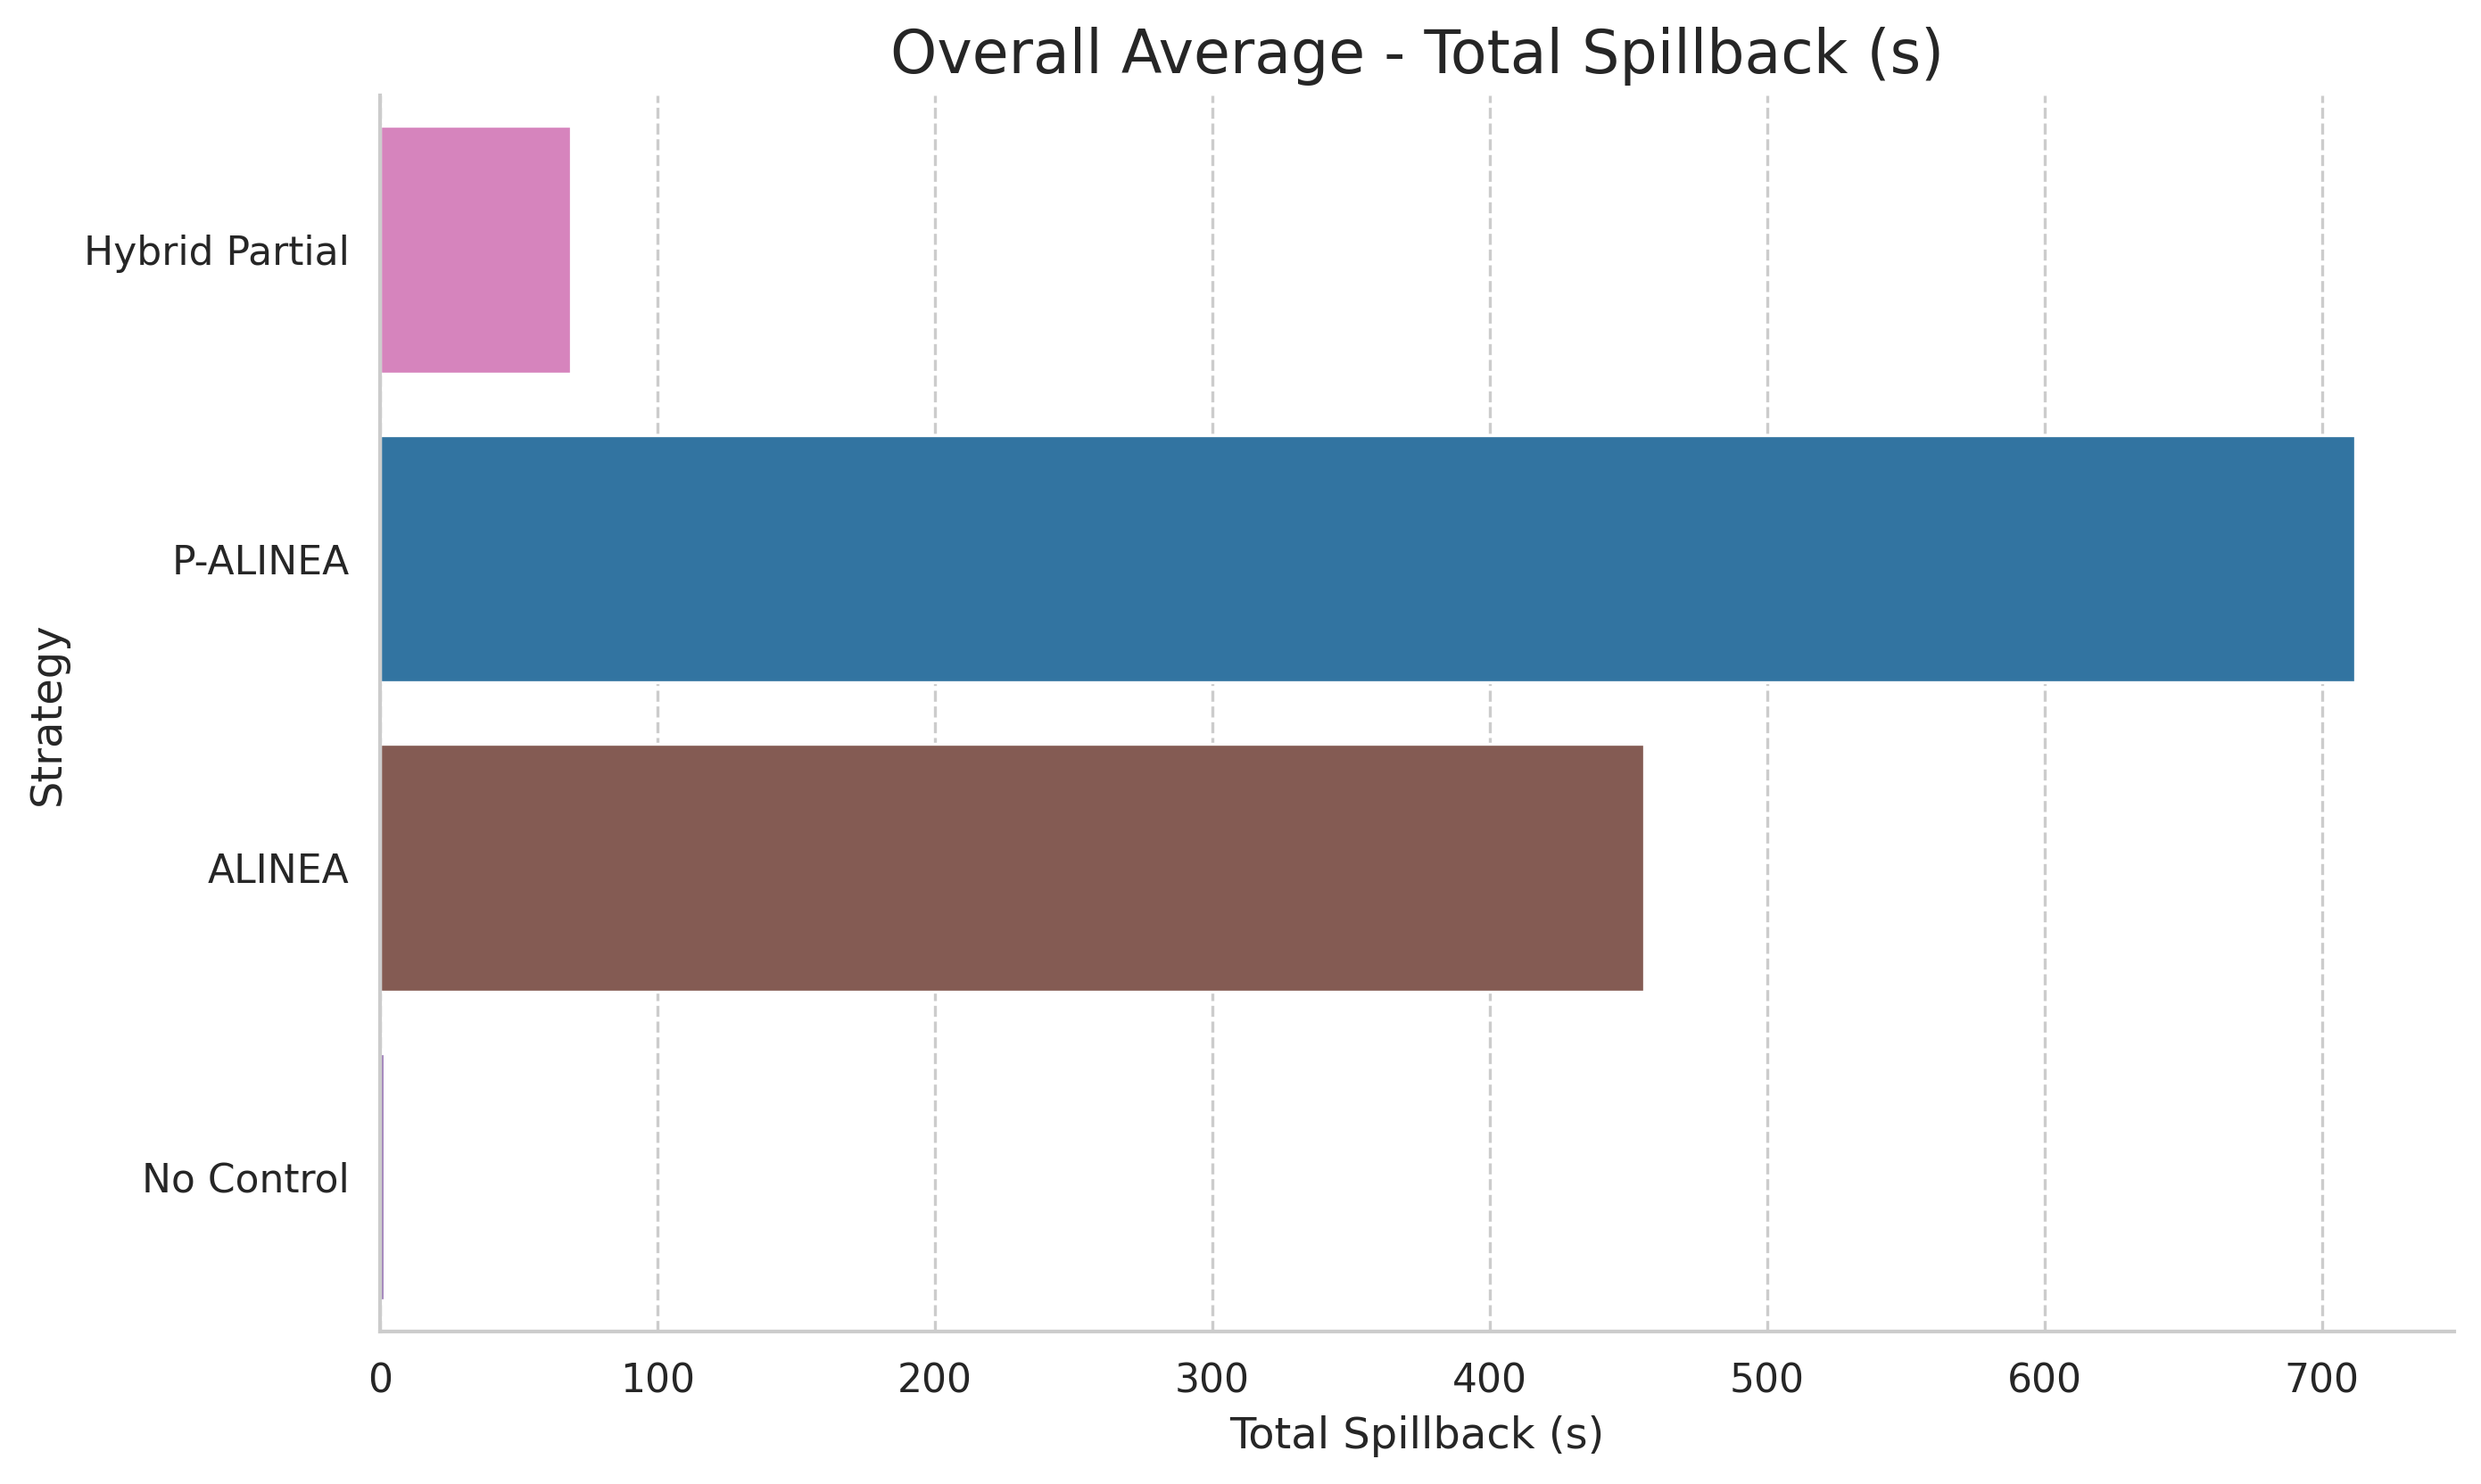 Overall Average - Total Spillback (s)
Strategy
Hybrid Partial
P-ALINEA
ALINEA
No Control
0 100 200 300 400 500 600 700
Total Spillback (s)